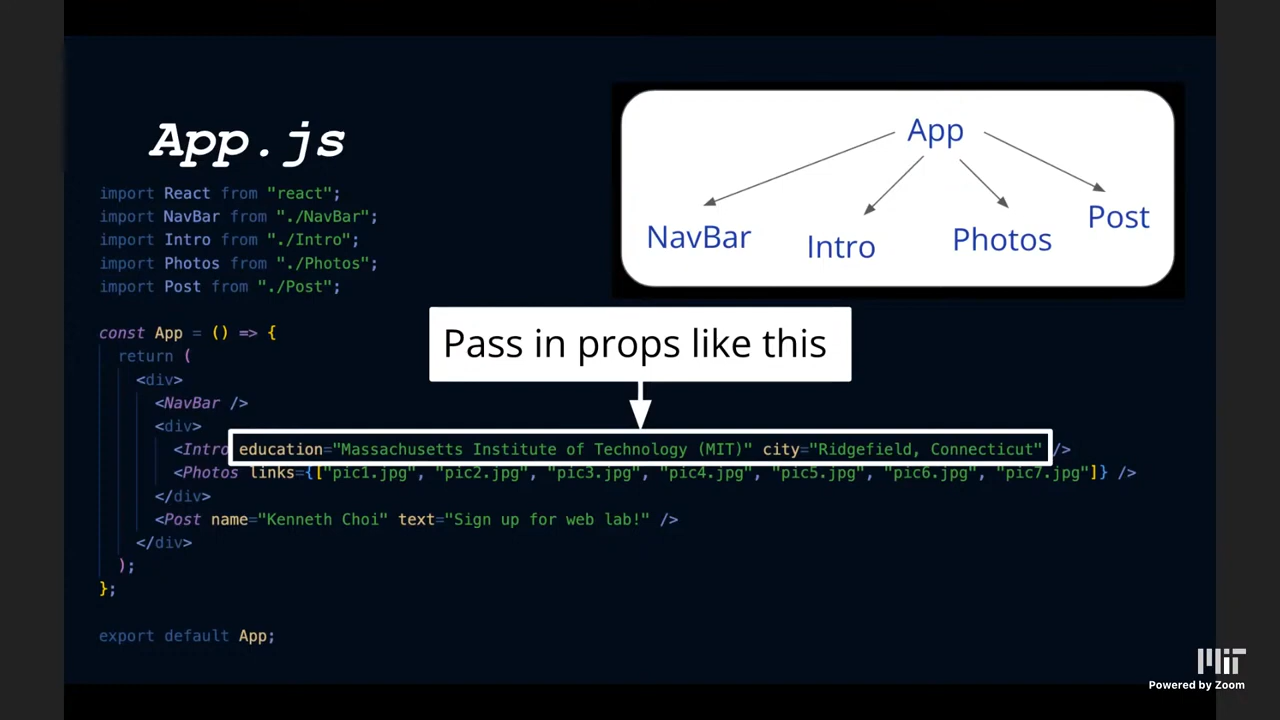 App.js
import React from "react";
import NavBar from "./NavBar";
import Intro from "./Intro";
import Photos from "./Photos";
import Post from "./Post";
App
NavBar
Intro
Photos
Post
Pass in props like this
const App = () => {
return (
<div>
<NavBar />
<div>
<Intro education="Massachusetts Institute of Technology (MIT)" city="Ridgefield, Connecticut" />
<Photos links={["pic1.jpg", "pic2.jpg", "pic3.jpg", "pic4.jpg", "pic5.jpg", "pic6.jpg", "pic7.jpg"]} />
</div>
<Post name="Kenneth Choi" text="Sign up for web lab!" />
</div>
);
};
export default App;
MIT
Powered by Zoom